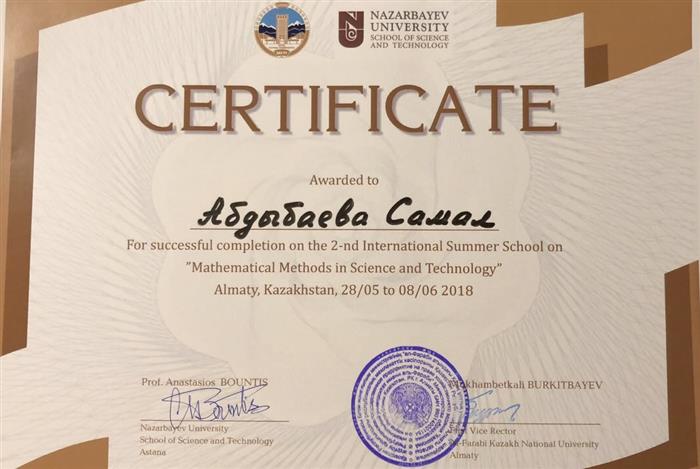 NAZARBAYEV
UNIVERSITY
SCHOOL OF SCIENCE
AND TECHNOLOGY
CERTIFICATE
Awarded to
Абдыбаева Самал
For successful completion on the 2-nd International Summer School on
"Mathematical Methods in Science and Technology"
Almaty, Kazakhstan, 28/05 to 08/06 2018
Prof. Anastasios BOUNTIS
Nazarbayev University
School of Science and Technology
Astana
Mukhambetkali BURKITBAYEV
Vice Rector
Al-Farabi Kazakh National University
Almaty